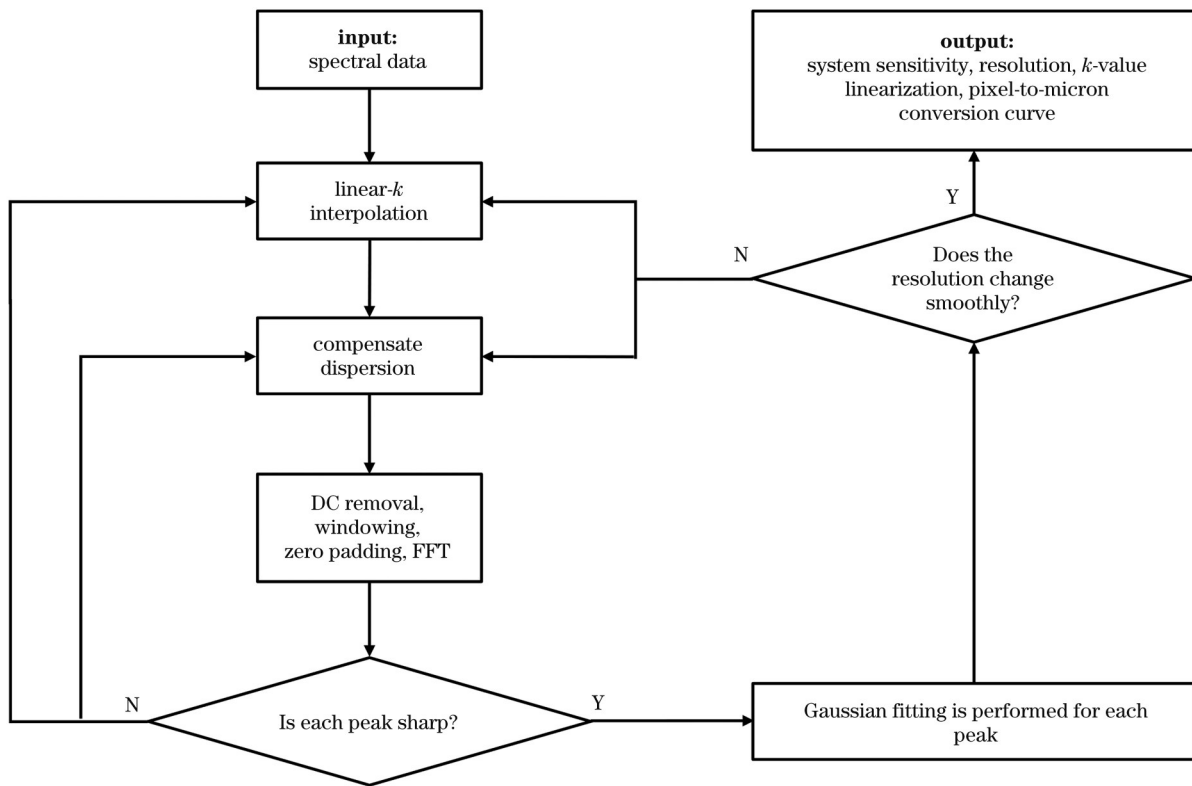 input:
spectral data
linear-k
interpolation
compensate
dispersion
DC removal,
windowing,
zero padding, FFT
N
Is each peak sharp?
Y
Gaussian fitting is performed for each
peak
Does the
resolution change
smoothly?
N
Y
output:
system sensitivity, resolution, k-value
linearization, pixel-to-micron
conversion curve